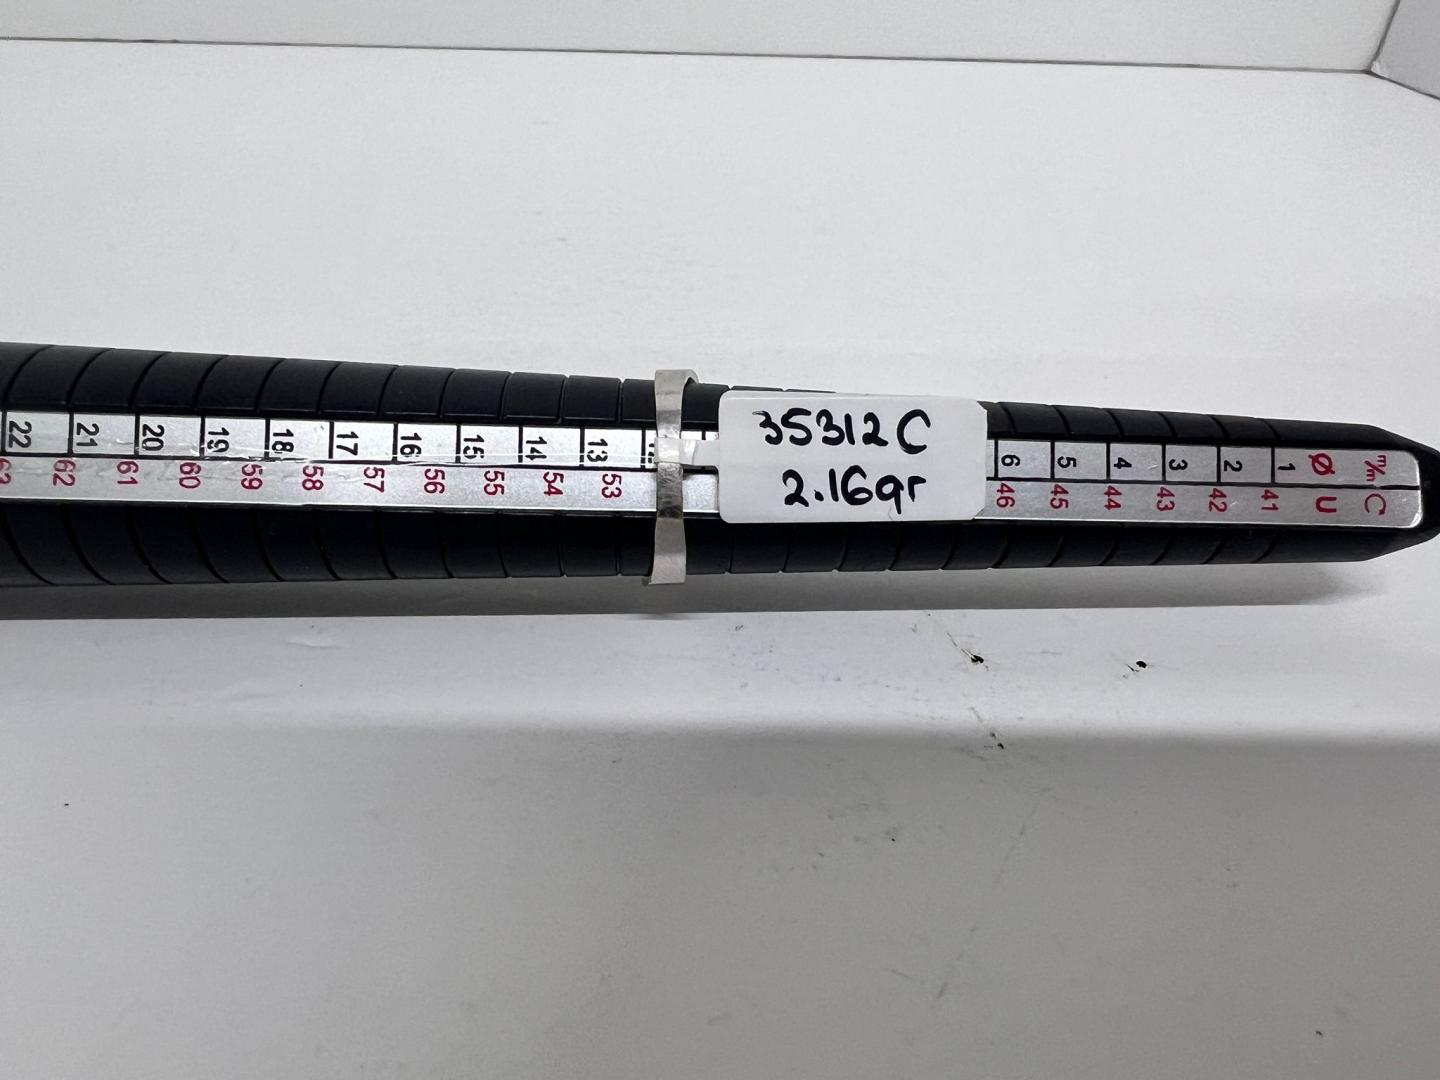 35312C
2.16gr
22 21 20 19 18 17 16 15 14 13 6 5 4 3 2 1 Ø m/m
62 61 60 59 58 57 56 55 54 53 46 45 44 43 42 41 U C